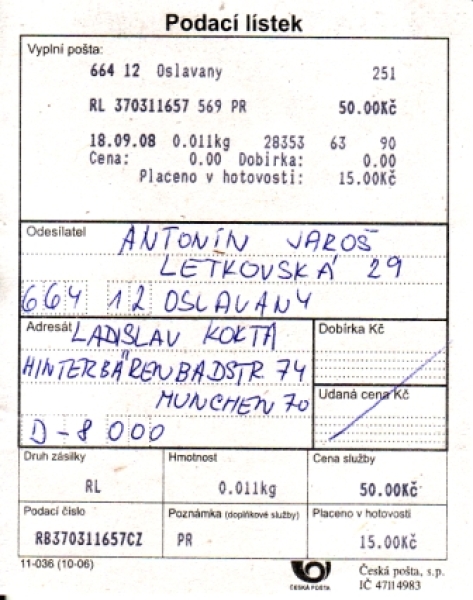 Podací lístek
Vyplní pošta:
664 12 Oslavany 251
RL 370311657 569 PR 50.00Kč
18.09.08 0.011kg 28353 63 90
Cena: 0.00 Dobirka: 0.00
Placeno v hotovosti: 15.00Kč
Odesílatel ANTONÍN JAROŠ
LETKOVSKÁ 29
664 12 OSLAVANY
Adresát LADISLAV KOKTA
HINTERBÄRENBADSTR 74
MUNCHEN 70
D-8000
Dobírka Kč
Udaná cena Kč
Druh zásilky Hmotnost Cena služby
RL 0.011kg 50.00Kč
Podací číslo Poznámka (doplňkové služby) Placeno v hotovosti
RB370311657CZ PR 15.00Kč
11-036 (10-06) ČESKÁ POŠTA Česká pošta, s.p.
IČ 47114983